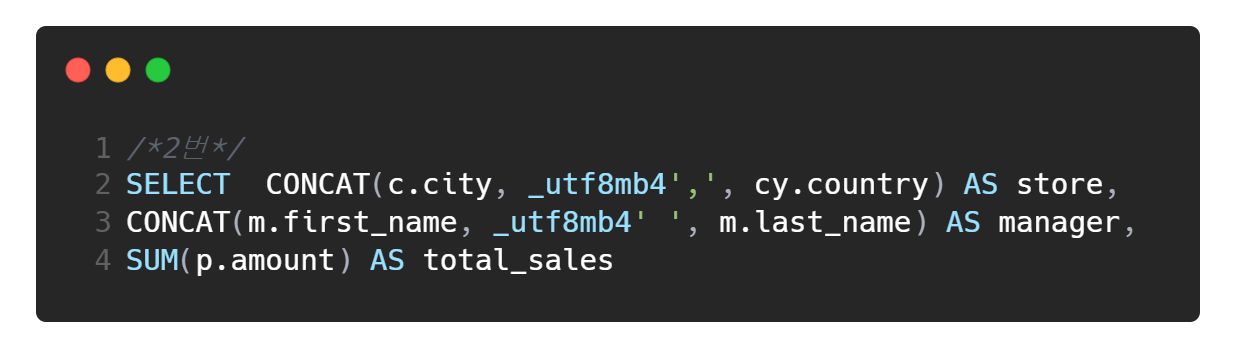 1 /*2번*/
2 SELECT  CONCAT(c.city, _utf8mb4',', cy.country) AS store,
3 CONCAT(m.first_name, _utf8mb4' ', m.last_name) AS manager,
4 SUM(p.amount) AS total_sales